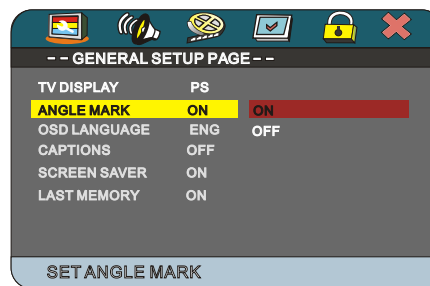 -- GENERAL SETUP PAGE--
TV DISPLAY PS
ANGLE MARK ON ON
OSD LANGUAGE ENG OFF
CAPTIONS OFF
SCREEN SAVER ON
LAST MEMORY ON
SET ANGLE MARK